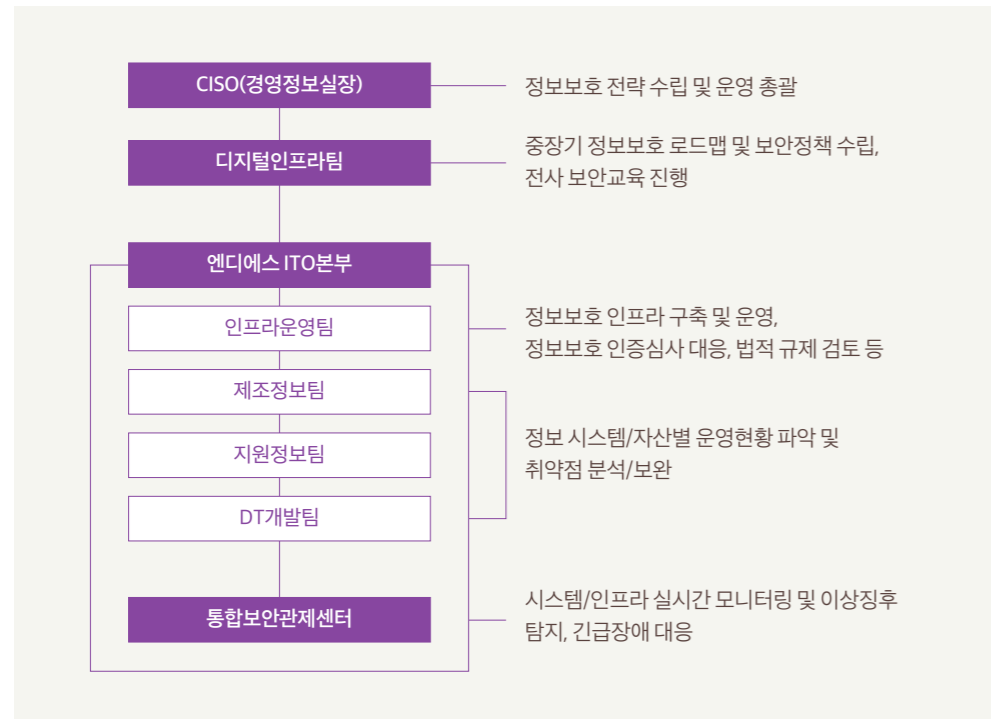 CISO(경영정보실장)
정보보호 전략 수립 및 운영 총괄
디지털인프라팀
중장기 정보보호 로드맵 및 보안정책 수립,
전사 보안교육 진행
엔디에스 ITO본부
인프라운영팀
정보보호 인프라 구축 및 운영,
정보보호 인증심사 대응, 법적 규제 검토 등
제조정보팀
지원정보팀
DT개발팀
정보 시스템/자산별 운영현황 파악 및
취약점 분석/보완
통합보안관제센터
시스템/인프라 실시간 모니터링 및 이상징후
탐지, 긴급장애 대응